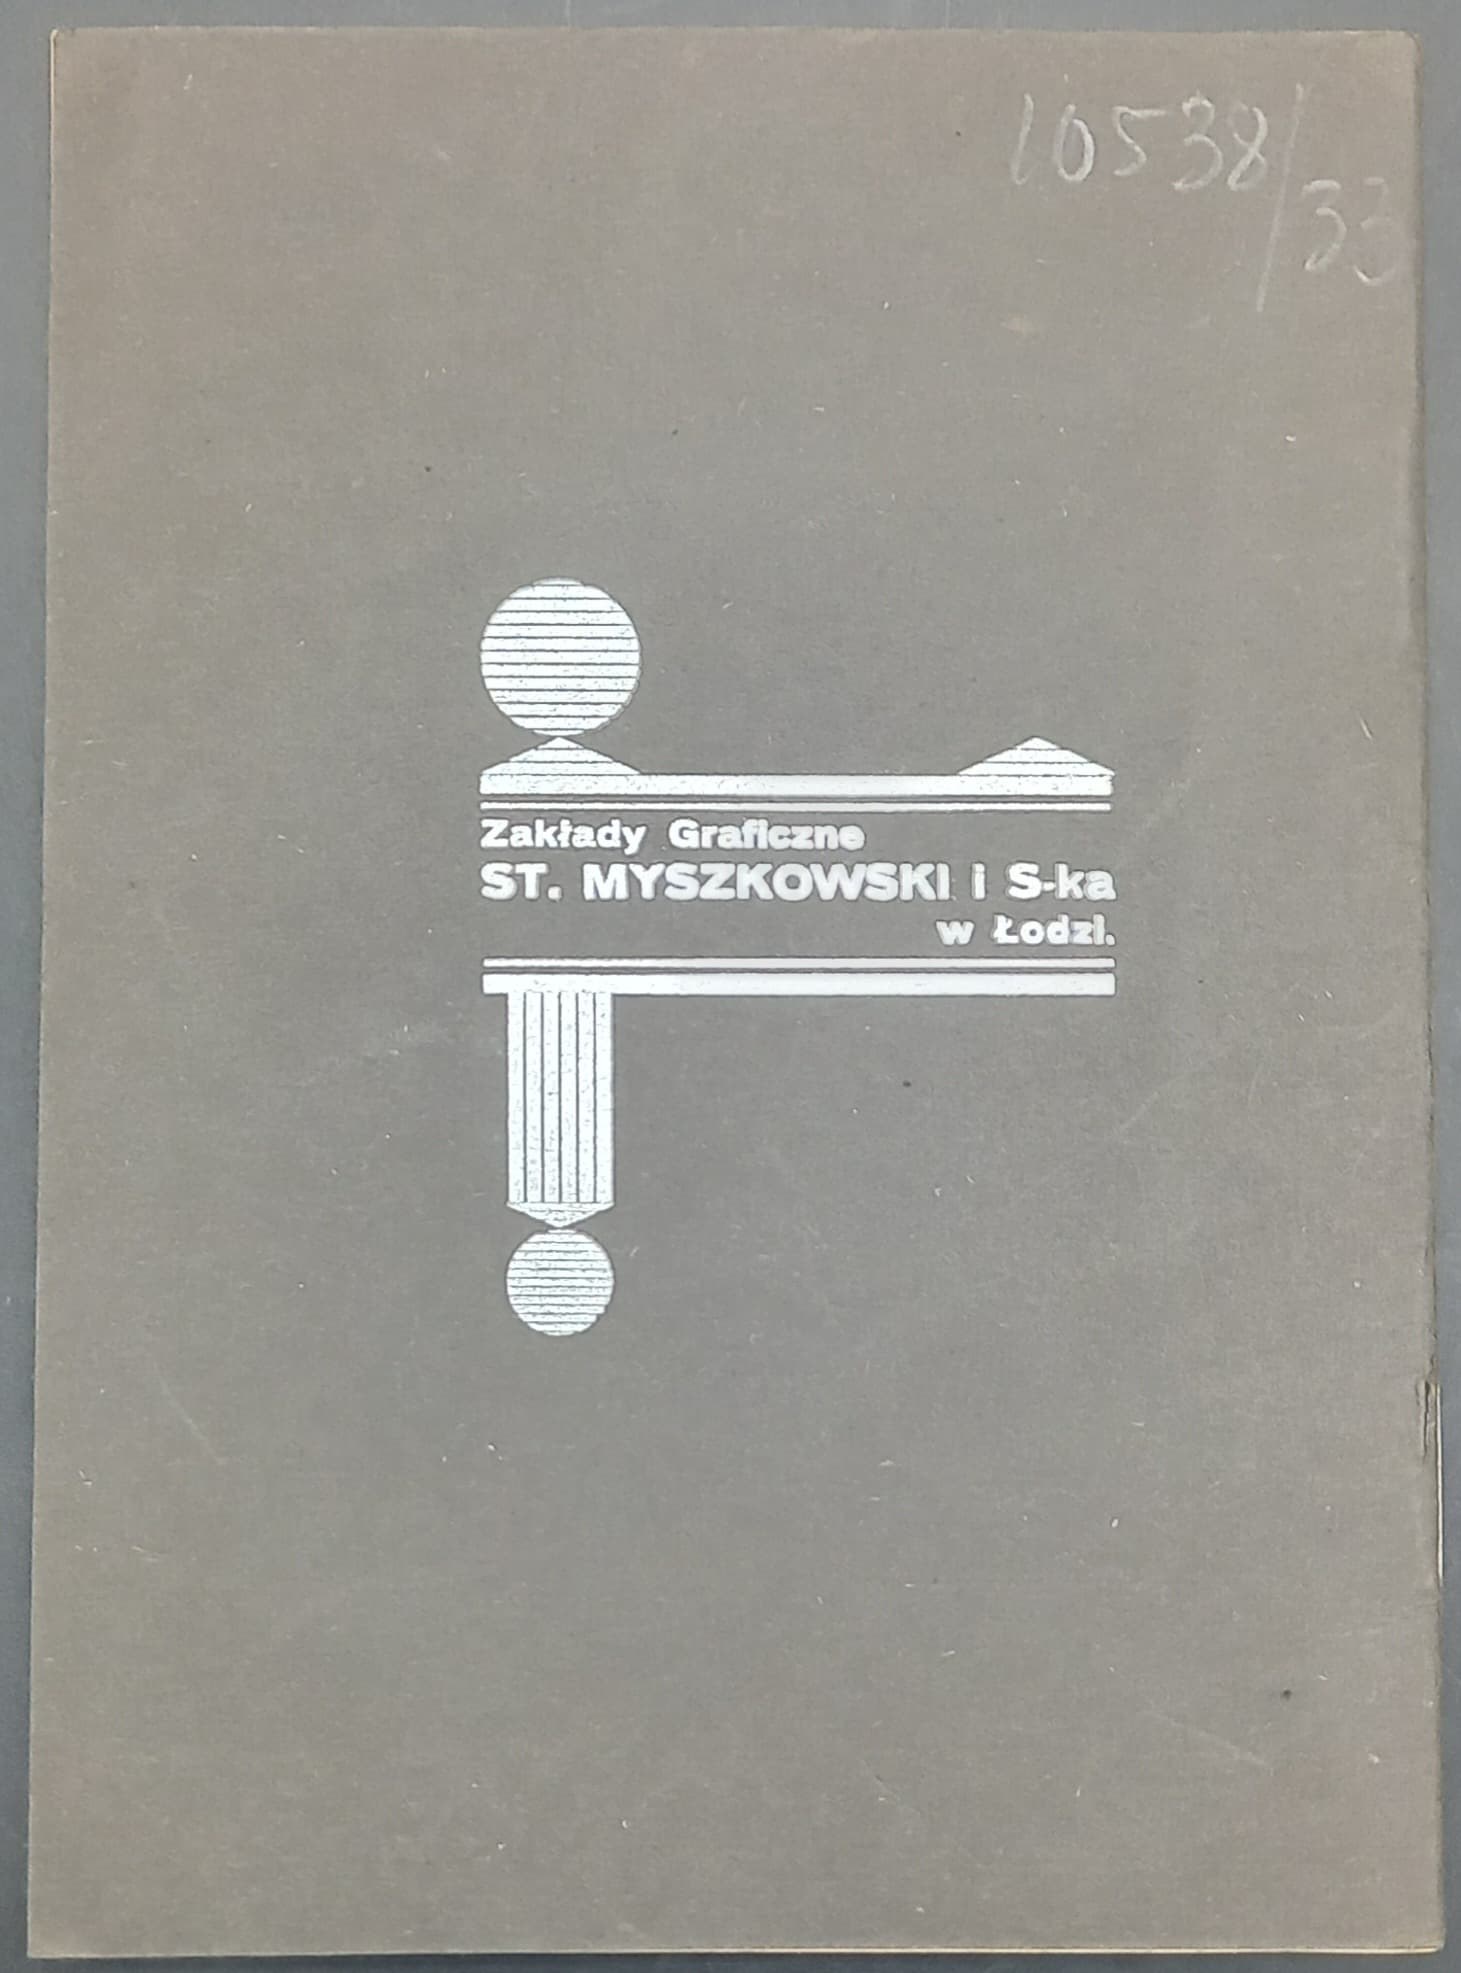 10538/33
Zakłady Graficzne
ST. MYSZKOWSKI i S-ka
w Łodzi.